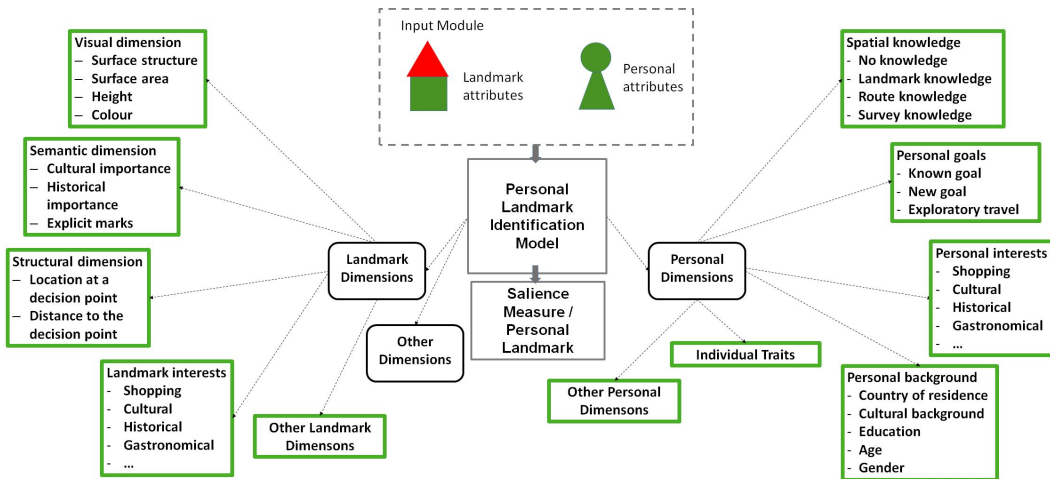 Visual dimension
– Surface structure
– Surface area
– Height
– Colour
Semantic dimension
– Cultural importance
– Historical
importance
– Explicit marks
Structural dimension
– Location at a
decision point
– Distance to the
decision point
Landmark interests
- Shopping
- Cultural
- Historical
- Gastronomical
- ...
Other Landmark
Dimensons
Landmark
Dimensions
Other
Dimensions
Input Module
Landmark
attributes
Personal
attributes
Personal
Landmark
Identification
Model
Salience
Measure /
Personal
Landmark
Personal
Dimensions
Individual Traits
Other Personal
Dimensons
Spatial knowledge
- No knowledge
- Landmark knowledge
- Route knowledge
- Survey knowledge
Personal goals
- Known goal
- New goal
- Exploratory travel
Personal interests
- Shopping
- Cultural
- Historical
- Gastronomical
- ...
Personal background
- Country of residence
- Cultural background
- Education
- Age
- Gender